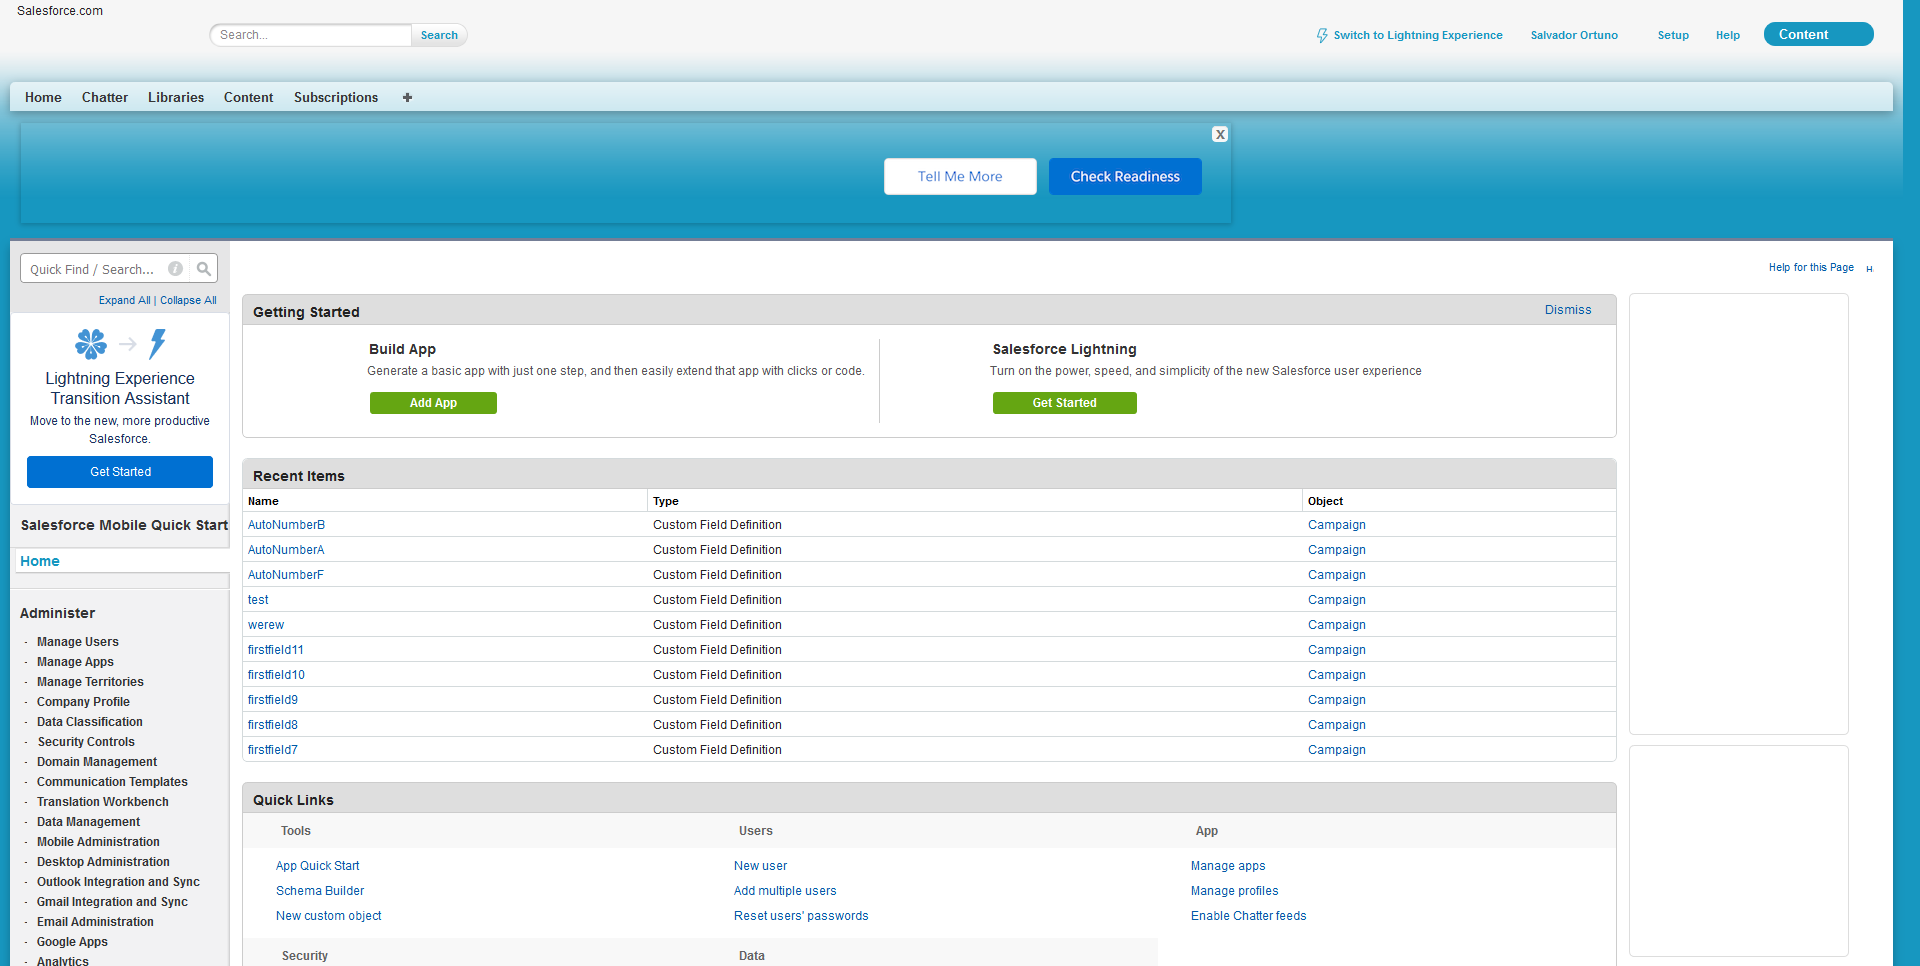 Salesforce.com
Search...
Search
Switch to Lightning Experience
Salvador Ortuno
Setup
Help
Content
Home
Chatter
Libraries
Content
Subscriptions
+
X
Tell Me More
Check Readiness
Quick Find / Search...
i
Expand All | Collapse All
Lightning Experience
Transition Assistant
Move to the new, more productive
Salesforce.
Get Started
Salesforce Mobile Quick Start
Home
Administer
Manage Users
Manage Apps
Manage Territories
Company Profile
Data Classification
Security Controls
Domain Management
Communication Templates
Translation Workbench
Data Management
Mobile Administration
Desktop Administration
Outlook Integration and Sync
Gmail Integration and Sync
Email Administration
Google Apps
Analytics
Help for this Page
H
Getting Started
Dismiss
Build App
Generate a basic app with just one step, and then easily extend that app with clicks or code.
Add App
Salesforce Lightning
Turn on the power, speed, and simplicity of the new Salesforce user experience
Get Started
Recent Items
Name Type Object
AutoNumberB Custom Field Definition Campaign
AutoNumberA Custom Field Definition Campaign
AutoNumberF Custom Field Definition Campaign
test Custom Field Definition Campaign
werew Custom Field Definition Campaign
firstfield11 Custom Field Definition Campaign
firstfield10 Custom Field Definition Campaign
firstfield9 Custom Field Definition Campaign
firstfield8 Custom Field Definition Campaign
firstfield7 Custom Field Definition Campaign
Quick Links
Tools
App Quick Start
Schema Builder
New custom object
Users
New user
Add multiple users
Reset users' passwords
App
Manage apps
Manage profiles
Enable Chatter feeds
Security
Data